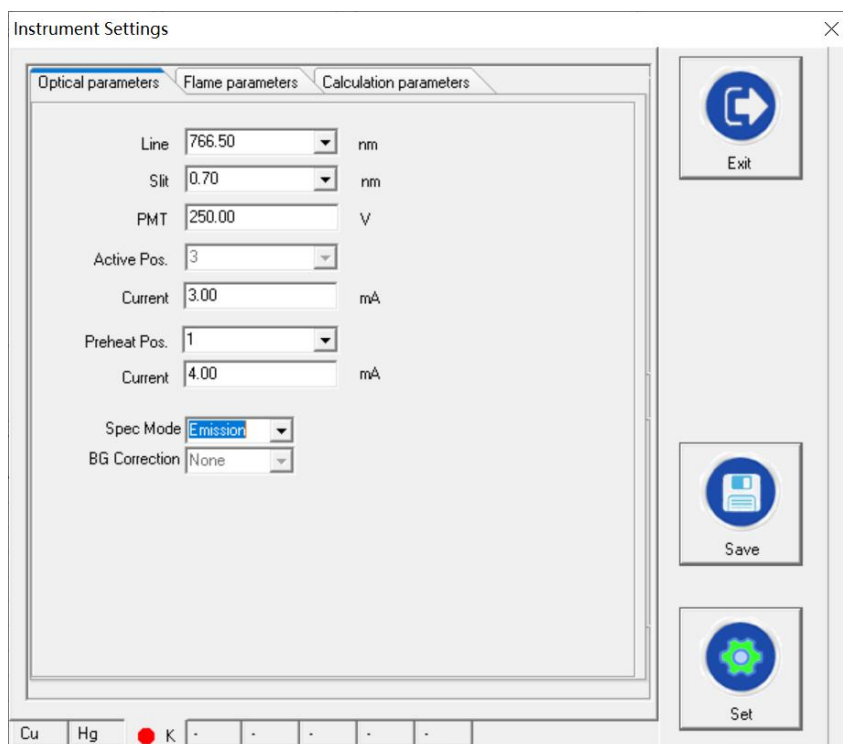 Instrument Settings
Optical parameters Flame parameters Calculation parameters
Line 766.50 nm
Slit 0.70 nm
PMT 250.00 V
Active Pos. 3
Current 3.00 mA
Preheat Pos. 1
Current 4.00 mA
Spec Mode Emission
BG Correction None
Exit
Save
Set
Cu Hg K - - - - -